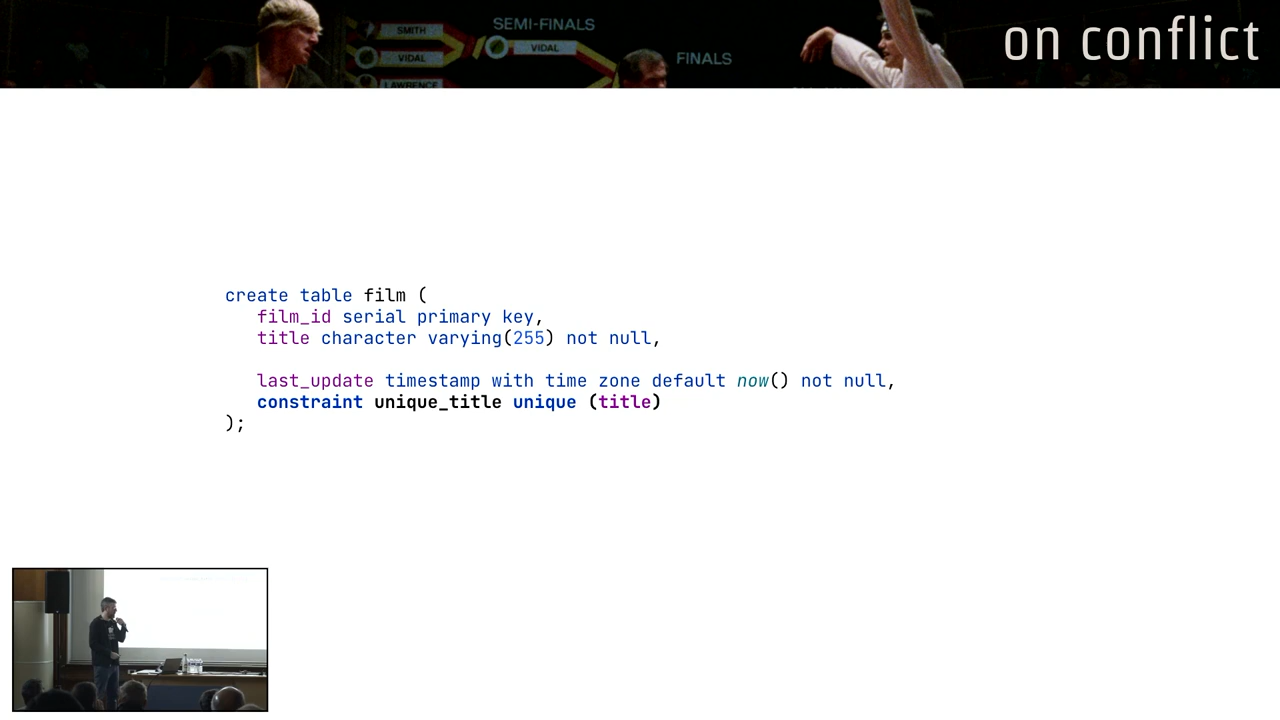 SEMI-FINALS
on conflict
SMITH
VIDAL
VIDAL
FINALS
LAWRENCE
create table film (
film_id serial primary key,
title character varying(255) not null,
last_update timestamp with time zone default now() not null,
constraint unique_title unique (title)
);